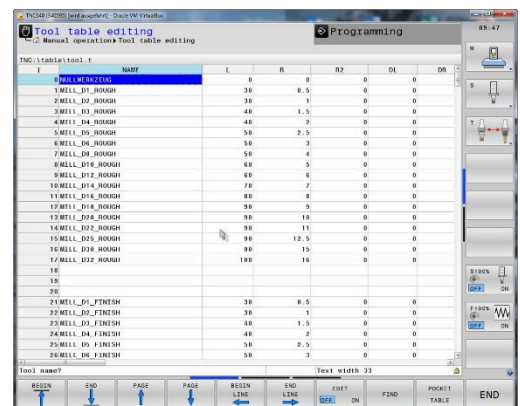 TNC640 (340595) [wird ausgeführt] - Oracle VM VirtualBox
Tool table editing
Manual operation Tool table editing
Programming
09:47
TNC:\table\tool.t
T NAME L R R2 DL DR
0 NULLWERKZEUG 0 0 0 0
1 MILL_D1_ROUGH 30 0.5 0 0
2 MILL_D2_ROUGH 30 1 0 0
3 MILL_D3_ROUGH 40 1.5 0 0
4 MILL_D4_ROUGH 40 2 0 0
5 MILL_D5_ROUGH 50 2.5 0 0
6 MILL_D6_ROUGH 50 3 0 0
7 MILL_D8_ROUGH 50 4 0 0
8 MILL_D10_ROUGH 60 5 0 0
9 MILL_D12_ROUGH 60 6 0 0
10 MILL_D14_ROUGH 70 7 0 0
11 MILL_D16_ROUGH 80 8 0 0
12 MILL_D18_ROUGH 90 9 0 0
13 MILL_D20_ROUGH 90 10 0 0
14 MILL_D22_ROUGH 90 11 0 0
15 MILL_D25_ROUGH 90 12.5 0 0
16 MILL_D30_ROUGH 90 15 0 0
17 MILL_D32_ROUGH 100 16 0 0
18
19
20
21 MILL_D1_FINISH 30 0.5 0 0
22 MILL_D2_FINISH 30 1 0 0
23 MILL_D3_FINISH 40 1.5 0 0
24 MILL_D4_FINISH 40 2 0 0
25 MILL_D5_FINISH 50 2.5 0 0
26 MILL_D6_FINISH 50 3 0 0
Tool name? Text width 33
M
S
T
S100%
OFF ON
F100%
OFF ON
BEGIN
END
PAGE
PAGE
BEGIN LINE
END LINE
EDIT
OFF ON
FIND
POCKET TABLE
END